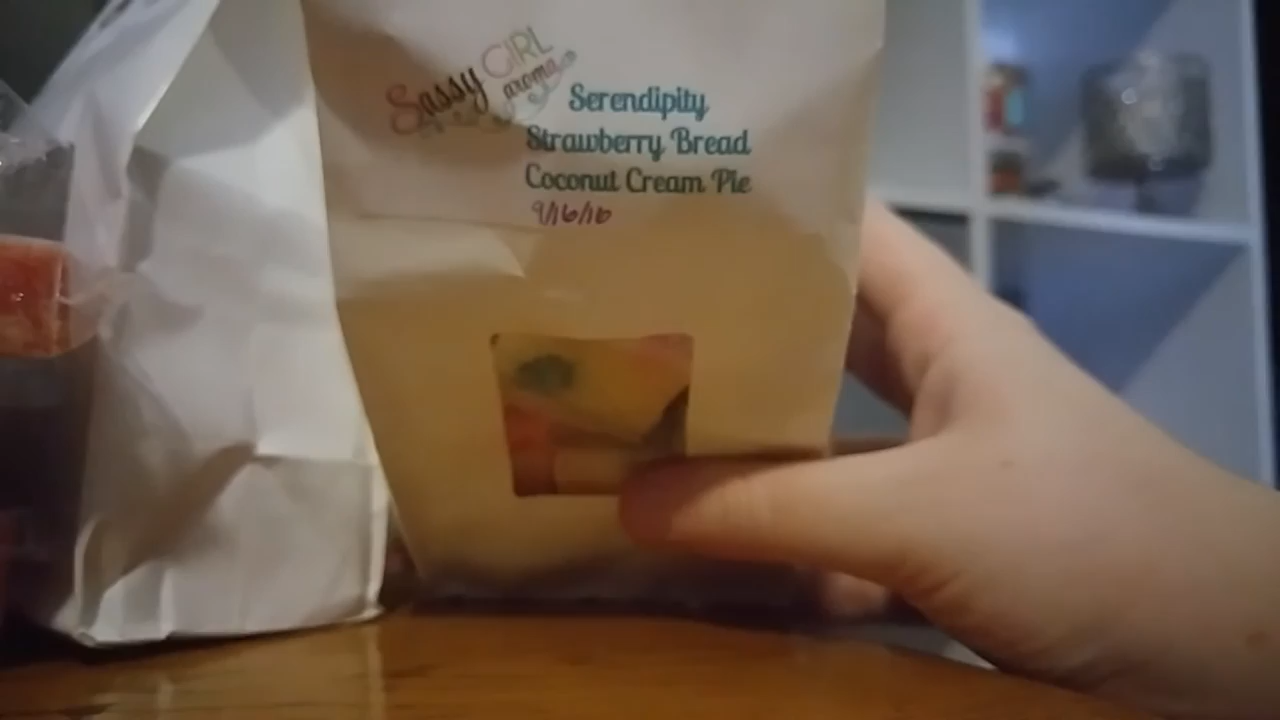 Sassy GIRL
aroma
Serendipity
Strawberry Bread
Coconut Cream Pie
9/16/16